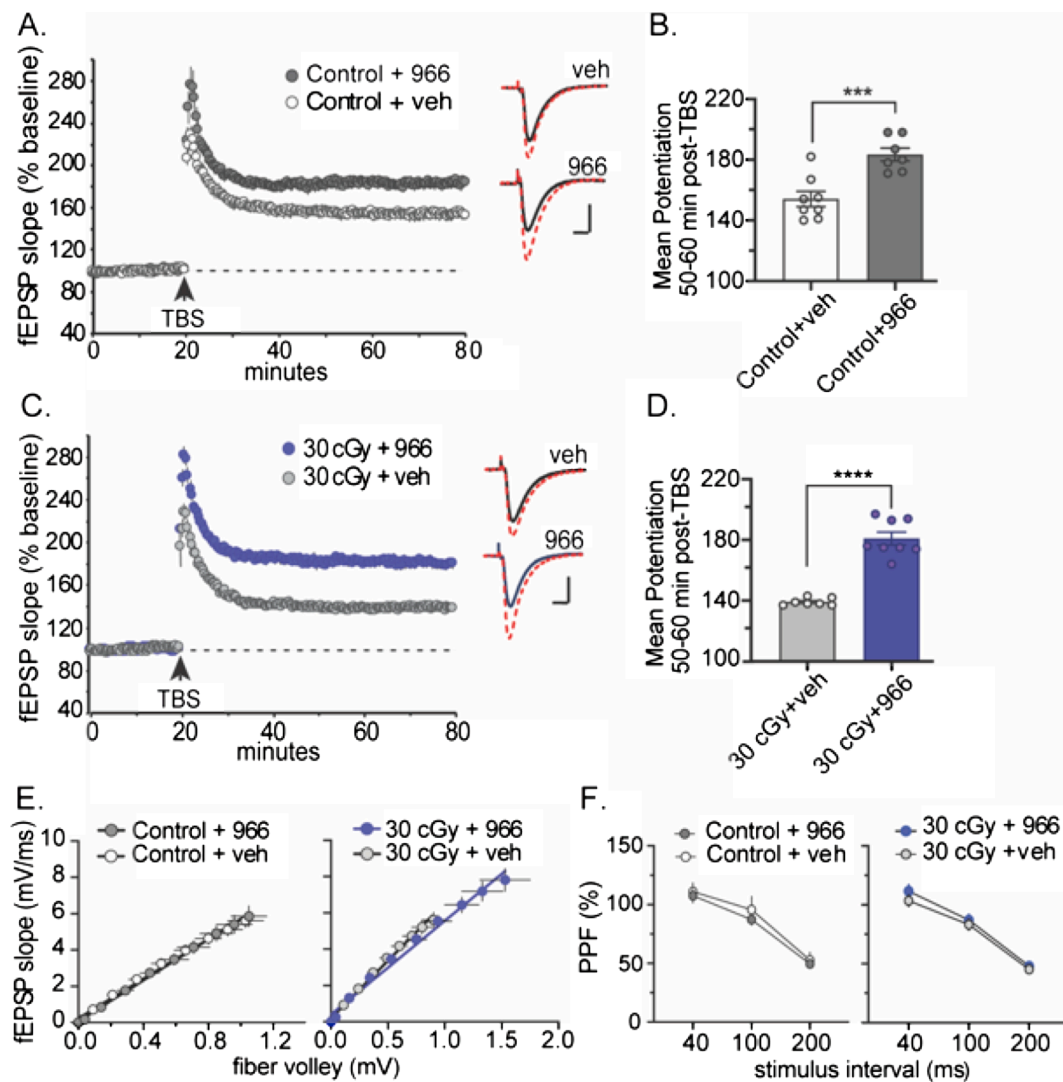 A.
fEPSP slope (% baseline)
280
240
200
160
120
80
40
Control + 966
Control + veh
TBS
0
20
40
60
80
minutes
veh
966
B.
Mean Potentiation
50-60 min post-TBS
220
180
140
100
***
Control+veh
Control+966
C.
fEPSP slope (% baseline)
280
240
200
160
120
80
40
30 cGy + 966
30 cGy + veh
TBS
0
20
40
60
80
minutes
veh
966
D.
Mean Potentiation
50-60 min post-TBS
220
180
140
100
****
30 cGy+veh
30 cGy+966
E.
fEPSP slope (mV/ms)
10
8
6
4
2
0
Control + 966
Control + veh
30 cGy + 966
30 cGy + veh
0.0
0.4
0.8
1.2
0.0
0.5
1.0
1.5
2.0
fiber volley (mV)
F.
PPF (%)
150
100
50
0
Control + 966
Control + veh
30 cGy + 966
30 cGy +veh
40
100
200
40
100
200
stimulus interval (ms)